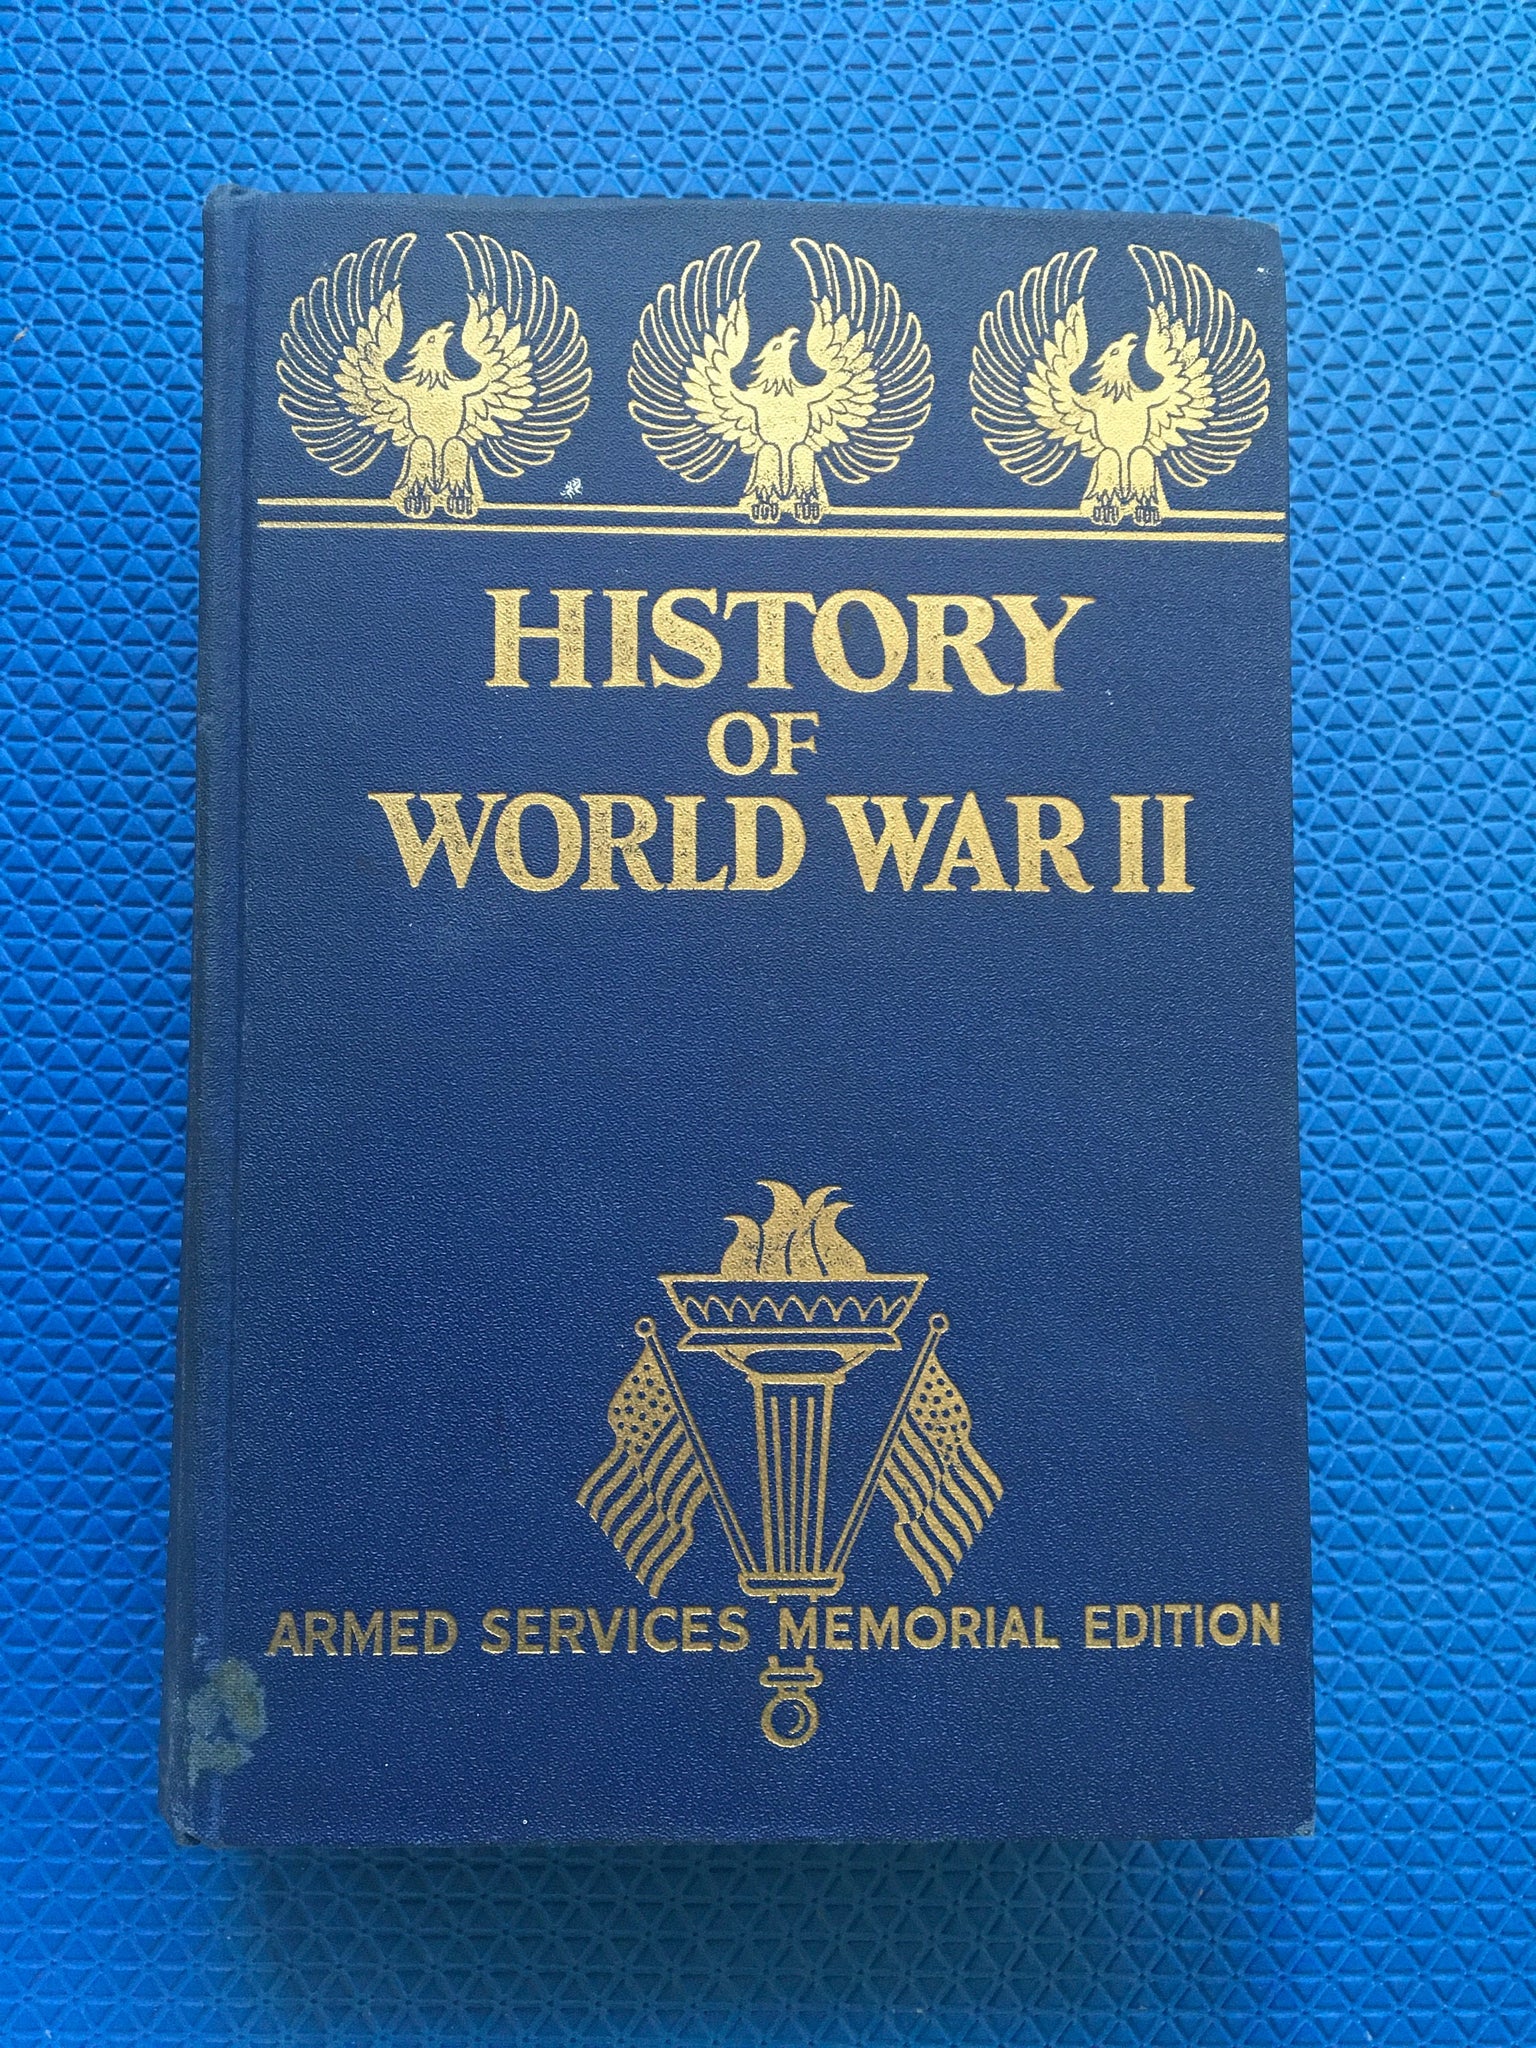 HISTORY
OF
WORLD WAR II
ARMED SERVICES MEMORIAL EDITION